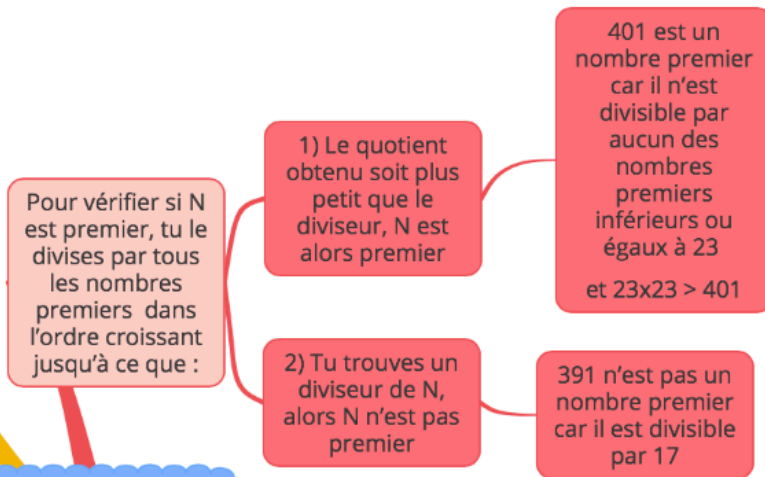 Pour vérifier si N
est premier, tu le
divises par tous
les nombres
premiers dans
l'ordre croissant
jusqu'à ce que :
1) Le quotient
obtenu soit plus
petit que le
diviseur, N est
alors premier
401 est un
nombre premier
car il n'est
divisible par
aucun des
nombres
premiers
inférieurs ou
égaux à 23
et 23x23 > 401
2) Tu trouves un
diviseur de N,
alors N n'est pas
premier
391 n'est pas un
nombre premier
car il est divisible
par 17